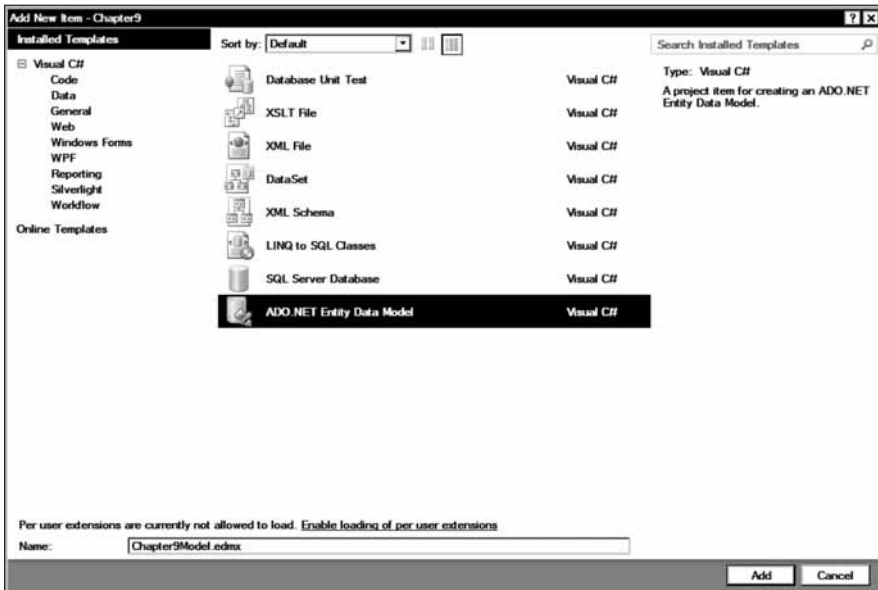 Add New Item - Chapter9
Installed Templates
Visual C#
Code
Data
General
Web
Windows Forms
WPF
Reporting
Silverlight
Workflow
Online Templates
Sort by: Default
Database Unit Test Visual C#
XSLT File Visual C#
XML File Visual C#
DataSet Visual C#
XML Schema Visual C#
LINQ to SQL Classes Visual C#
SQL Server Database Visual C#
ADO.NET Entity Data Model Visual C#
Search Installed Templates
Type: Visual C#
A project item for creating an ADO.NET
Entity Data Model.
Per user extensions are currently not allowed to load. Enable loading of per user extensions
Name: Chapter9Model.edmx
Add Cancel